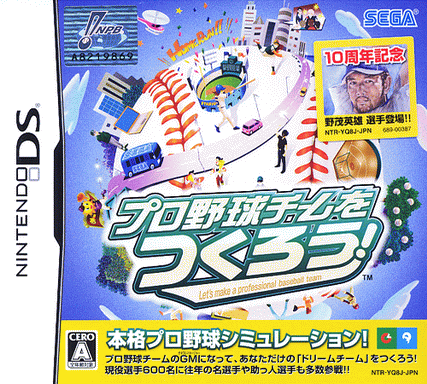 NPB
A8219869
SEGA
10周年記念
野茂英雄 選手登場!!
NTR-YQ8J-JPN 689-00387
NINTENDO DS
プロ野球チームを
つくろう!
TM
Let's make a professional baseball team
CERO
A
全年齢対象
本格プロ野球シミュレーション!
プロ野球チームのGMになって、あなただけの「ドリームチーム」をつくろう!
現役選手600名に往年の名選手や助っ人選手も多数参戦!!
NTR-YQ8J-JPN